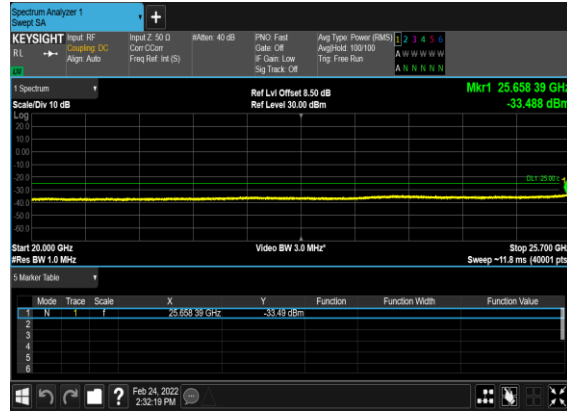 Spectrum Analyzer 1
Swept SA
+
KEYSIGHT Input: RF Input Z: 50 Ω #Atten: 40 dB PNO: Fast Avg Type: Power (RMS) 1 2 3 4 5 6
RL Coupling: DC Corr CCorr Gate: Off Avg|Hold: 100/100 A W W W W W
Align: Auto Freq Ref: Int (S) IF Gain: Low Trig: Free Run
Sig Track: Off A N N N N N
1 Spectrum Ref Lvl Offset 8.50 dB Mkr1 25.658 39 GHz
Scale/Div 10 dB Ref Level 30.00 dBm -33.488 dBm
Log
20.0
10.0
0.00
-10.0
-20.0
DL1 -25.00
-30.0
-40.0
-50.0
-60.0
Start 20.000 GHz Video BW 3.0 MHz* Stop 25.700 GH
#Res BW 1.0 MHz Sweep ~11.8 ms (40001 pts
5 Marker Table
Mode Trace Scale X Y Function Function Width Function Value
1 N 1 f 25.658 39 GHz -33.49 dBm
2
3
4
5
6
? Feb 24, 2022
2:32:19 PM